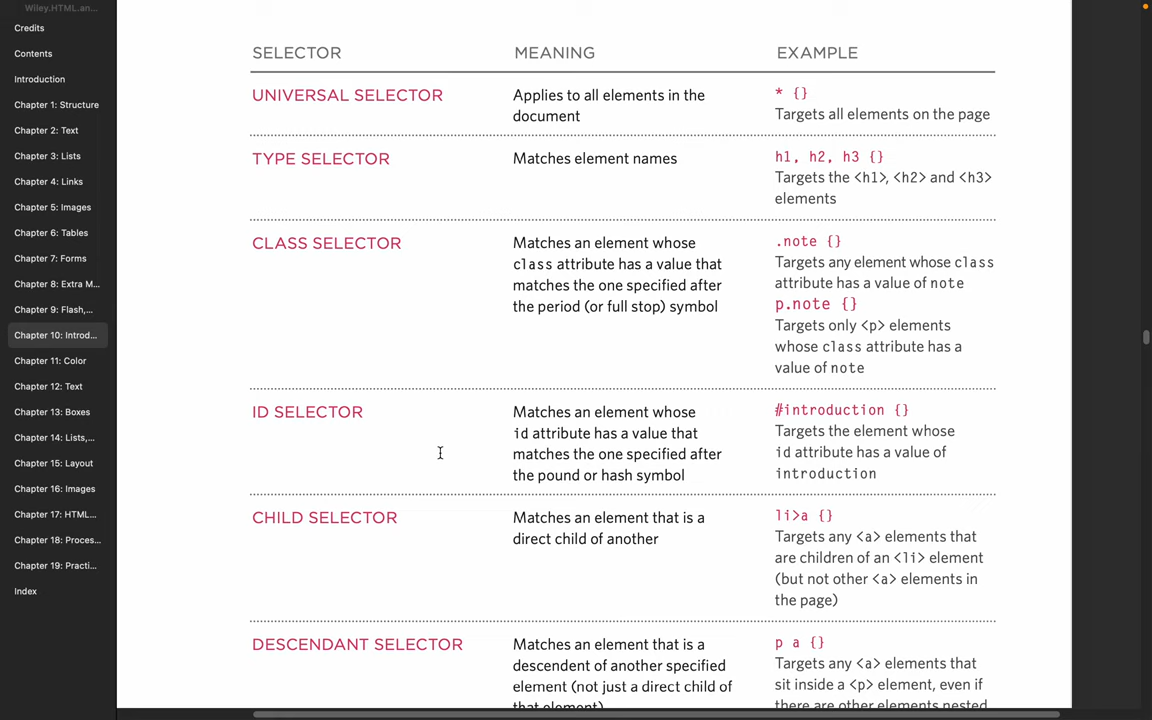 Wiley.HTML.an...
Credits
Contents
Introduction
Chapter 1: Structure
Chapter 2: Text
Chapter 3: Lists
Chapter 4: Links
Chapter 5: Images
Chapter 6: Tables
Chapter 7: Forms
Chapter 8: Extra M...
Chapter 9: Flash,...
Chapter 10: Introd...
Chapter 11: Color
Chapter 12: Text
Chapter 13: Boxes
Chapter 14: Lists,...
Chapter 15: Layout
Chapter 16: Images
Chapter 17: HTML...
Chapter 18: Proces...
Chapter 19: Practi...
Index
SELECTOR MEANING EXAMPLE
UNIVERSAL SELECTOR
Applies to all elements in the
document
* {}
Targets all elements on the page
TYPE SELECTOR
Matches element names
h1, h2, h3 {}
Targets the <h1>, <h2> and <h3>
elements
CLASS SELECTOR
Matches an element whose
class attribute has a value that
matches the one specified after
the period (or full stop) symbol
.note {}
Targets any element whose class
attribute has a value of note
p.note {}
Targets only <p> elements
whose class attribute has a
value of note
ID SELECTOR
Matches an element whose
id attribute has a value that
matches the one specified after
the pound or hash symbol
#introduction {}
Targets the element whose
id attribute has a value of
introduction
CHILD SELECTOR
Matches an element that is a
direct child of another
li>a {}
Targets any <a> elements that
are children of an <li> element
(but not other <a> elements in
the page)
DESCENDANT SELECTOR
Matches an element that is a
descendent of another specified
element (not just a direct child of
that element)
p a {}
Targets any <a> elements that
sit inside a <p> element, even if
there are other elements nested